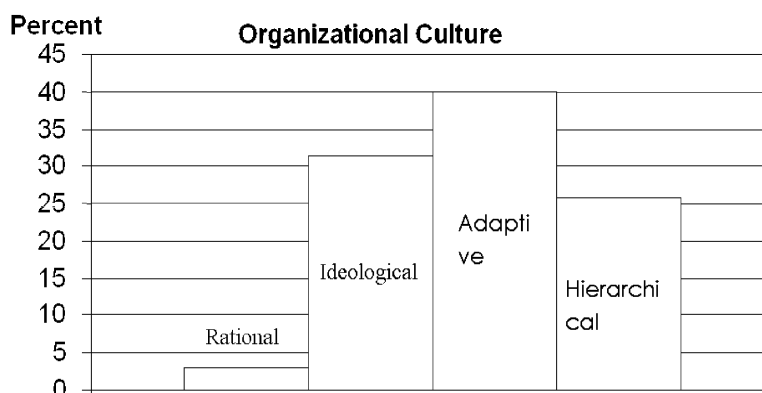 Percent
Organizational Culture
45
40
35
30
25
20
15
10
5
0
Rational
Ideological
Adapti
ve
Hierarchi
cal